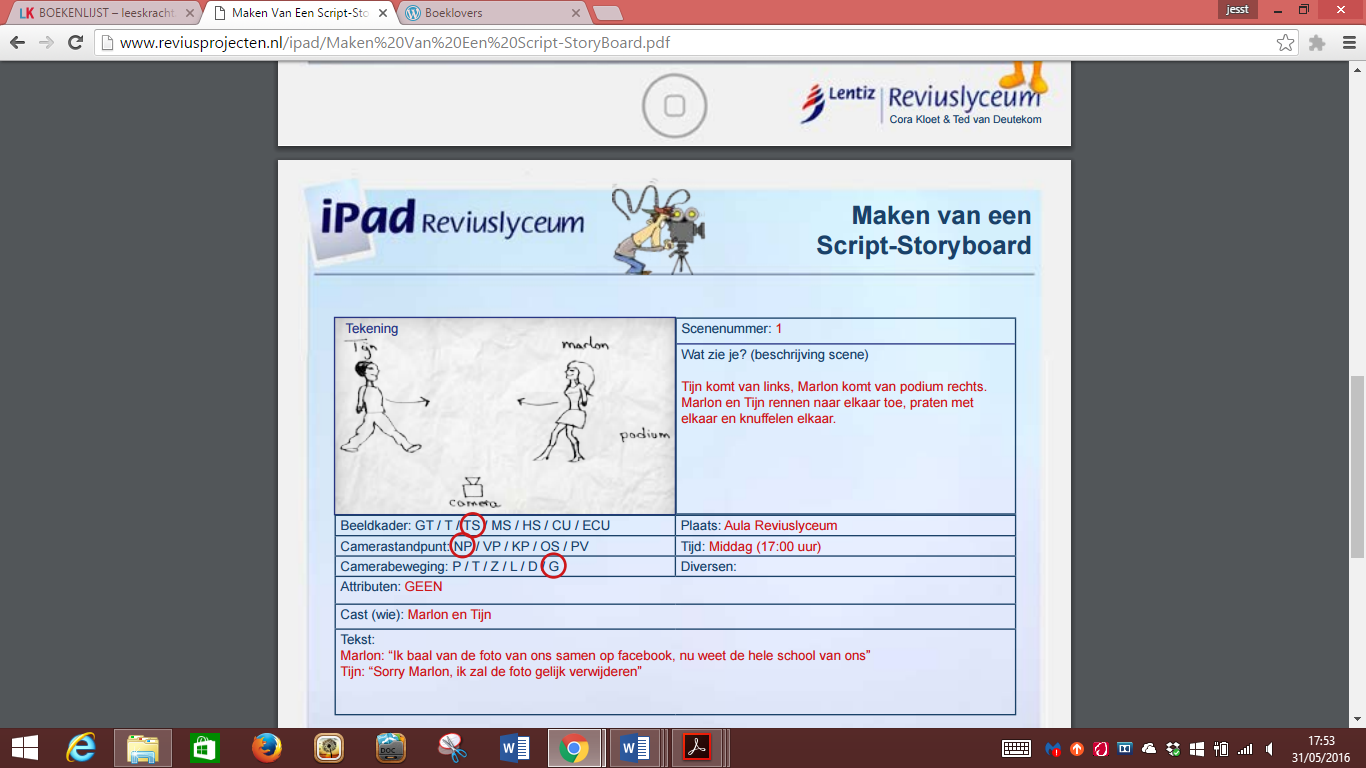 LK BOEKENLIJST – leeskracht
Maken Van Een Script-Sto
Boeklovers
jesst
www.reviusprojecten.nl/ipad/Maken%20Van%20Een%20Script-StoryBoard.pdf
Lentiz | Reviuslyceum
Cora Kloet & Ted van Deutekom
iPad Reviuslyceum
Maken van een
Script-Storyboard
Tekening
Tijn
marlon
podium
camera
Scenenummer: 1
Wat zie je? (beschrijving scene)
Tijn komt van links, Marlon komt van podium rechts.
Marlon en Tijn rennen naar elkaar toe, praten met
elkaar en knuffelen elkaar.
Beeldkader: GT / T / TS / MS / HS / CU / ECU
Plaats: Aula Reviuslyceum
Camerastandpunt: NP / VP / KP / OS / PV
Tijd: Middag (17:00 uur)
Camerabeweging: P / T / Z / L / D / G
Diversen:
Attributen: GEEN
Cast (wie): Marlon en Tijn
Tekst:
Marlon: “Ik baal van de foto van ons samen op facebook, nu weet de hele school van ons”
Tijn: “Sorry Marlon, ik zal de foto gelijk verwijderen”
DOC
17:53
31/05/2016